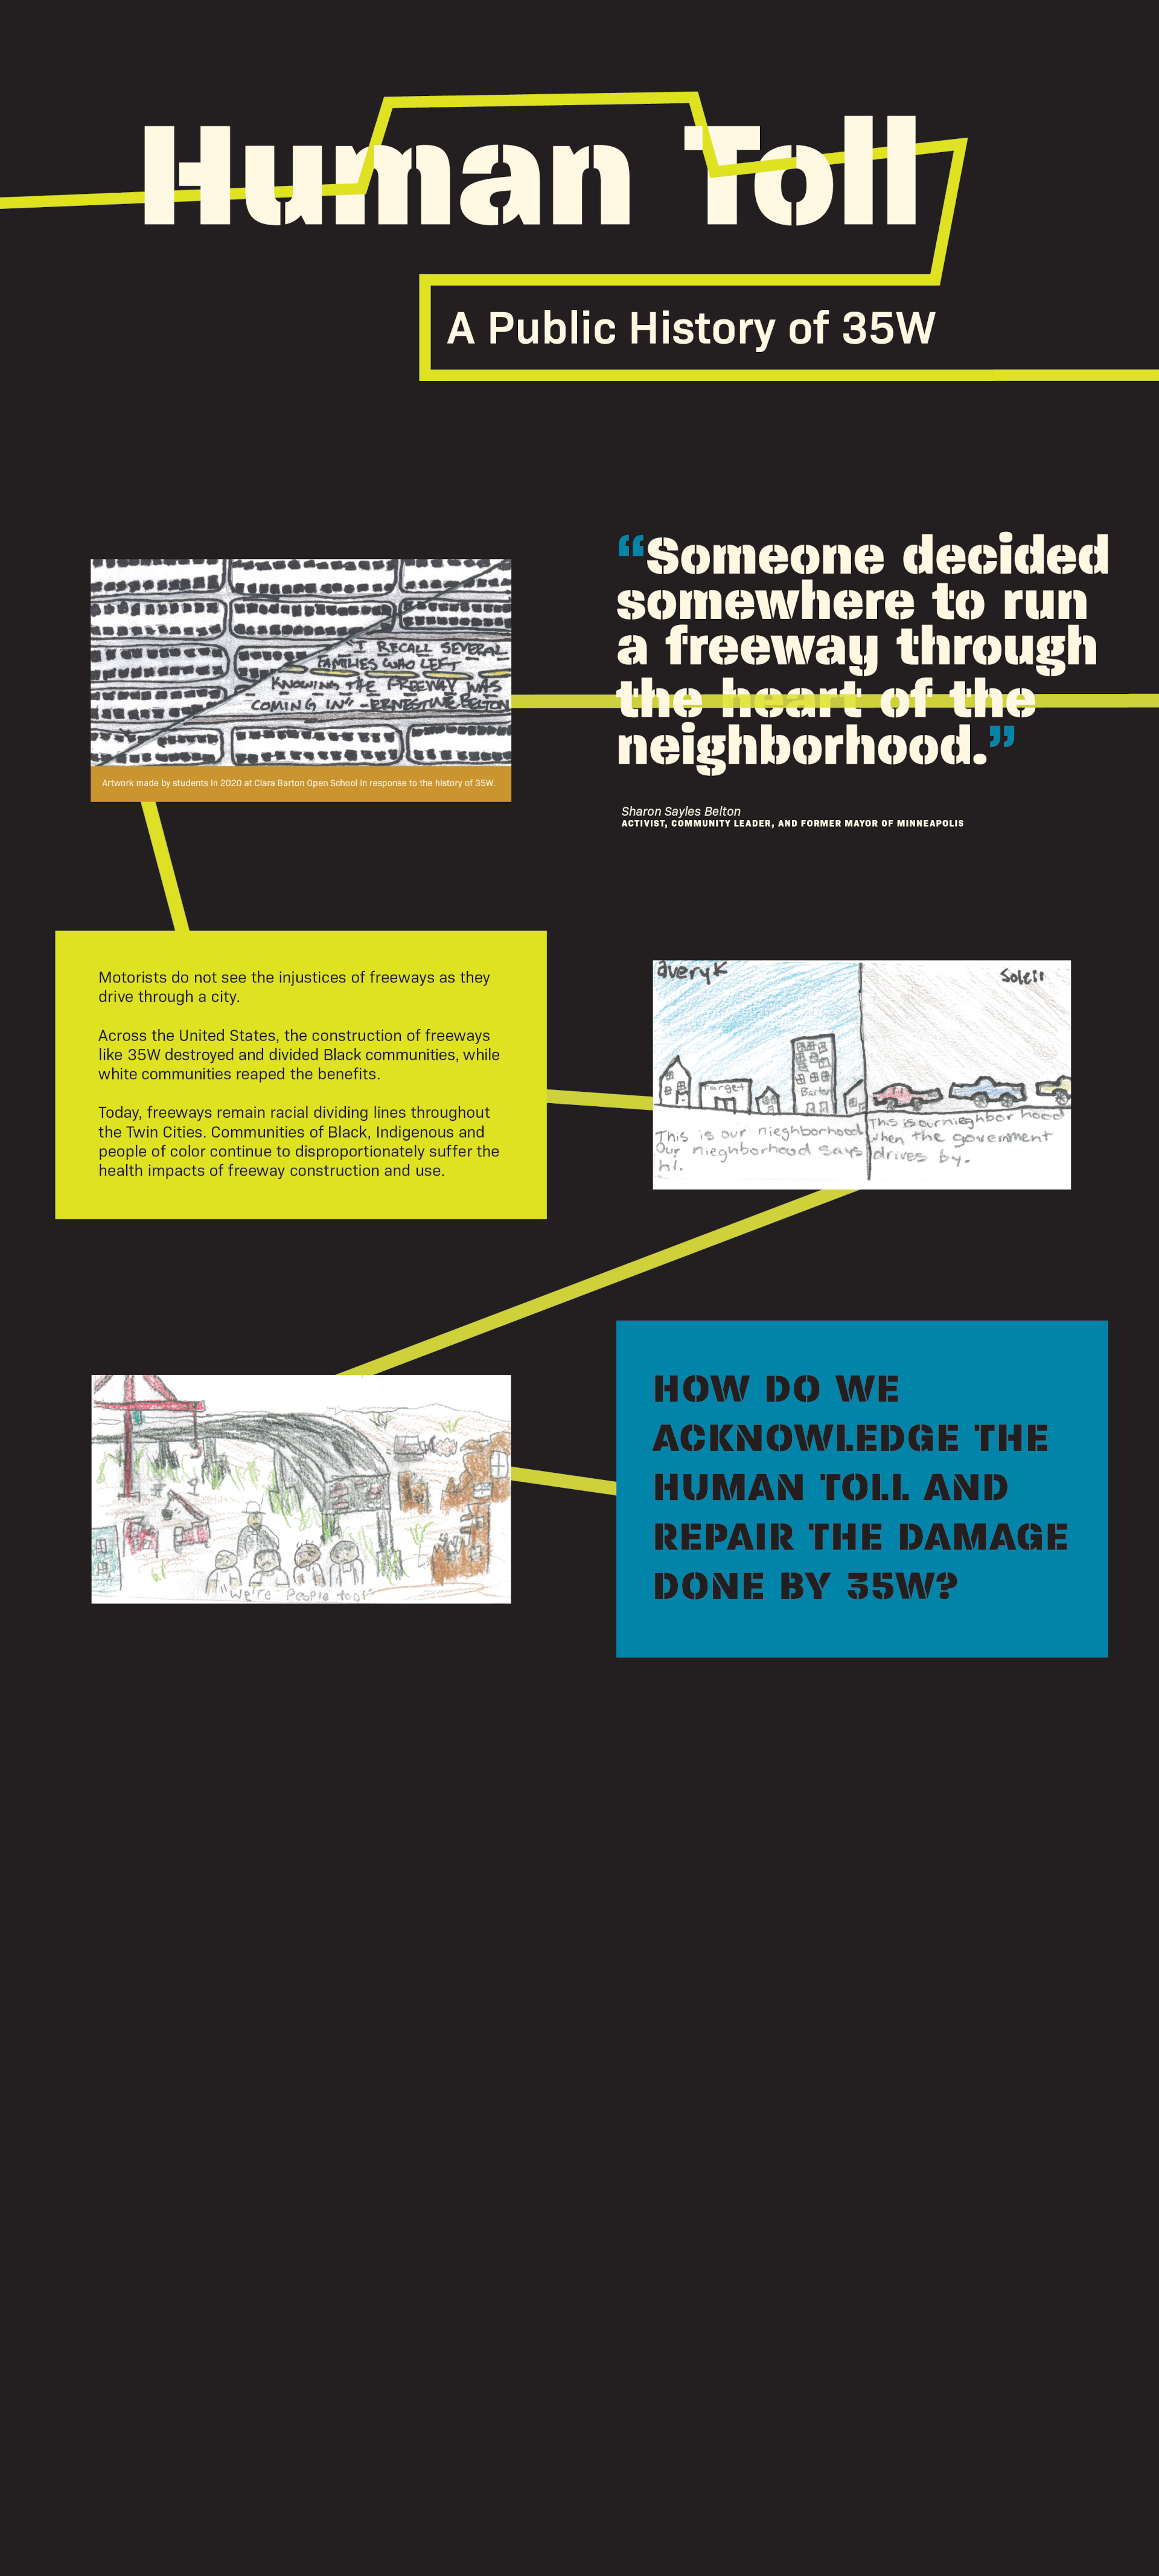 Human Toll
A Public History of 35W
I RECALL SEVERAL
FAMILIES WHO LEFT
KNOWING THE FREEWAY WAS
COMING IN" -ERNESTINE BELTON
Artwork made by students in 2020 at Clara Barton Open School in response to the history of 35W.
“Someone decided
somewhere to run
a freeway through
the heart of the
neighborhood.”
Sharon Sayles Belton
ACTIVIST, COMMUNITY LEADER, AND FORMER MAYOR OF MINNEAPOLIS
Motorists do not see the injustices of freeways as they
drive through a city.
Across the United States, the construction of freeways
like 35W destroyed and divided Black communities, while
white communities reaped the benefits.
Today, freeways remain racial dividing lines throughout
the Twin Cities. Communities of Black, Indigenous and
people of color continue to disproportionately suffer the
health impacts of freeway construction and use.
averyk
Target
Barton
This is our nieghborhood
Our nieghborhood says
hi.
Soleil
This is our nieghbor hood
when the government
drives by.
"We're People too!"
HOW DO WE
ACKNOWLEDGE THE
HUMAN TOLL AND
REPAIR THE DAMAGE
DONE BY 35W?